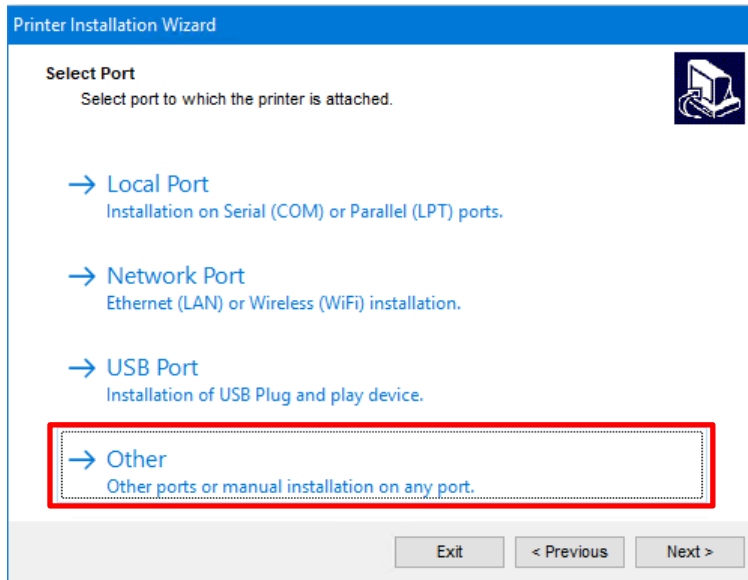 Printer Installation Wizard
Select Port
Select port to which the printer is attached.
→ Local Port
Installation on Serial (COM) or Parallel (LPT) ports.
→ Network Port
Ethernet (LAN) or Wireless (WiFi) installation.
→ USB Port
Installation of USB Plug and play device.
→ Other
Other ports or manual installation on any port.
Exit < Previous Next >